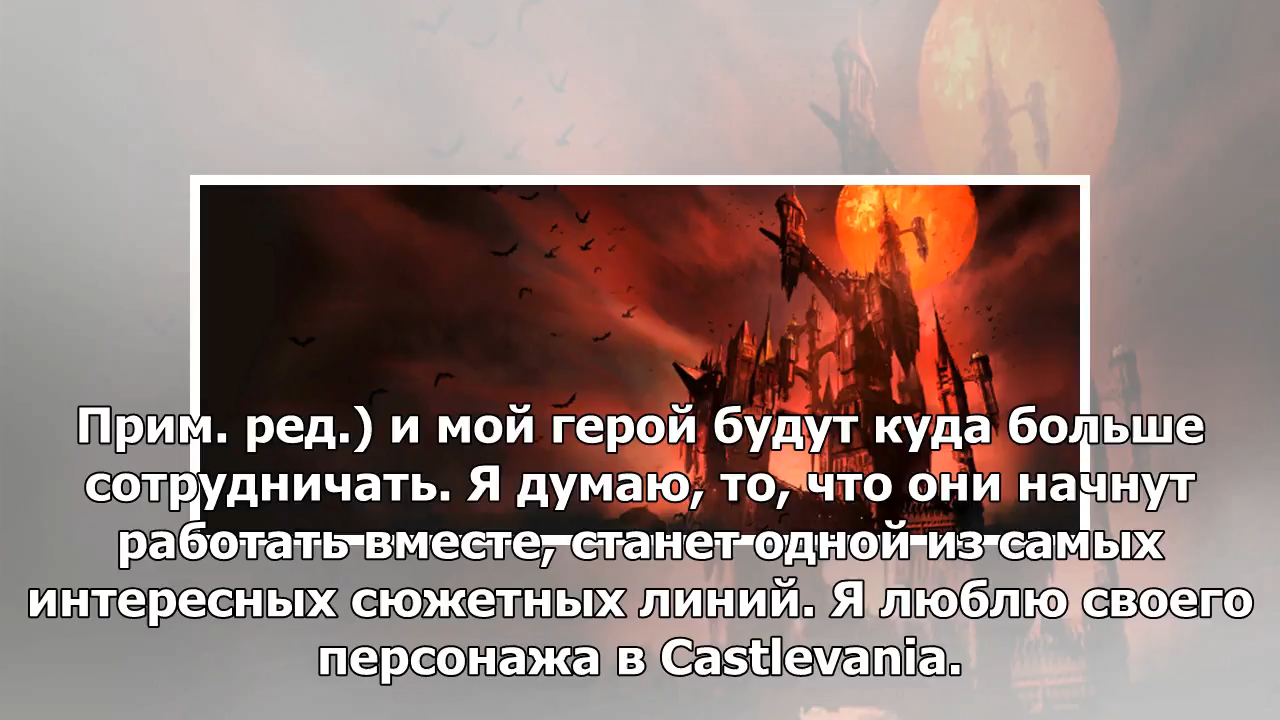 Прим. ред.) и мой герой будут куда больше
сотрудничать. Я думаю, то, что они начнут
работать вместе, станет одной из самых
интересных сюжетных линий. Я люблю своего
персонажа в Castlevania.